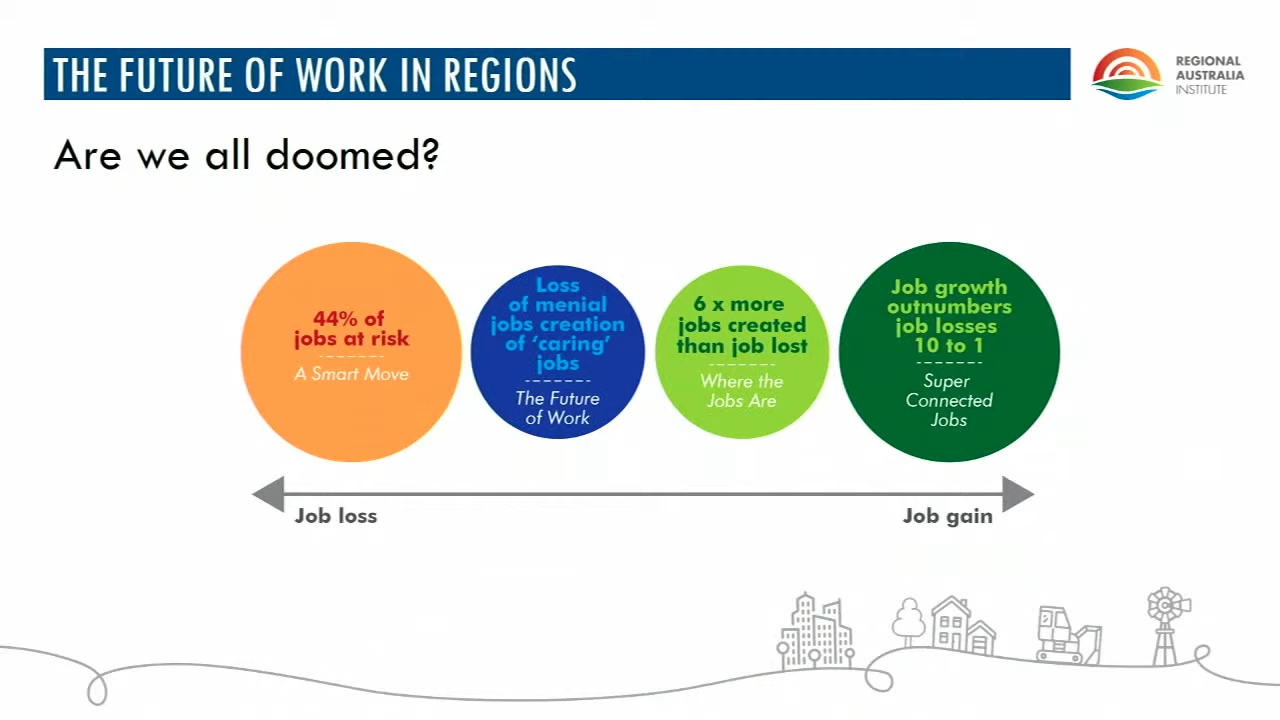 THE FUTURE OF WORK IN REGIONS
REGIONAL
AUSTRALIA
INSTITUTE
Are we all doomed?
44% of
jobs at risk
A Smart Move
Loss
of menial
jobs creation
of ‘caring’
jobs
The Future
of Work
6 x more
jobs created
than job lost
Where the
Jobs Are
Job growth
outnumbers
job losses
10 to 1
Super
Connected
Jobs
Job loss
Job gain